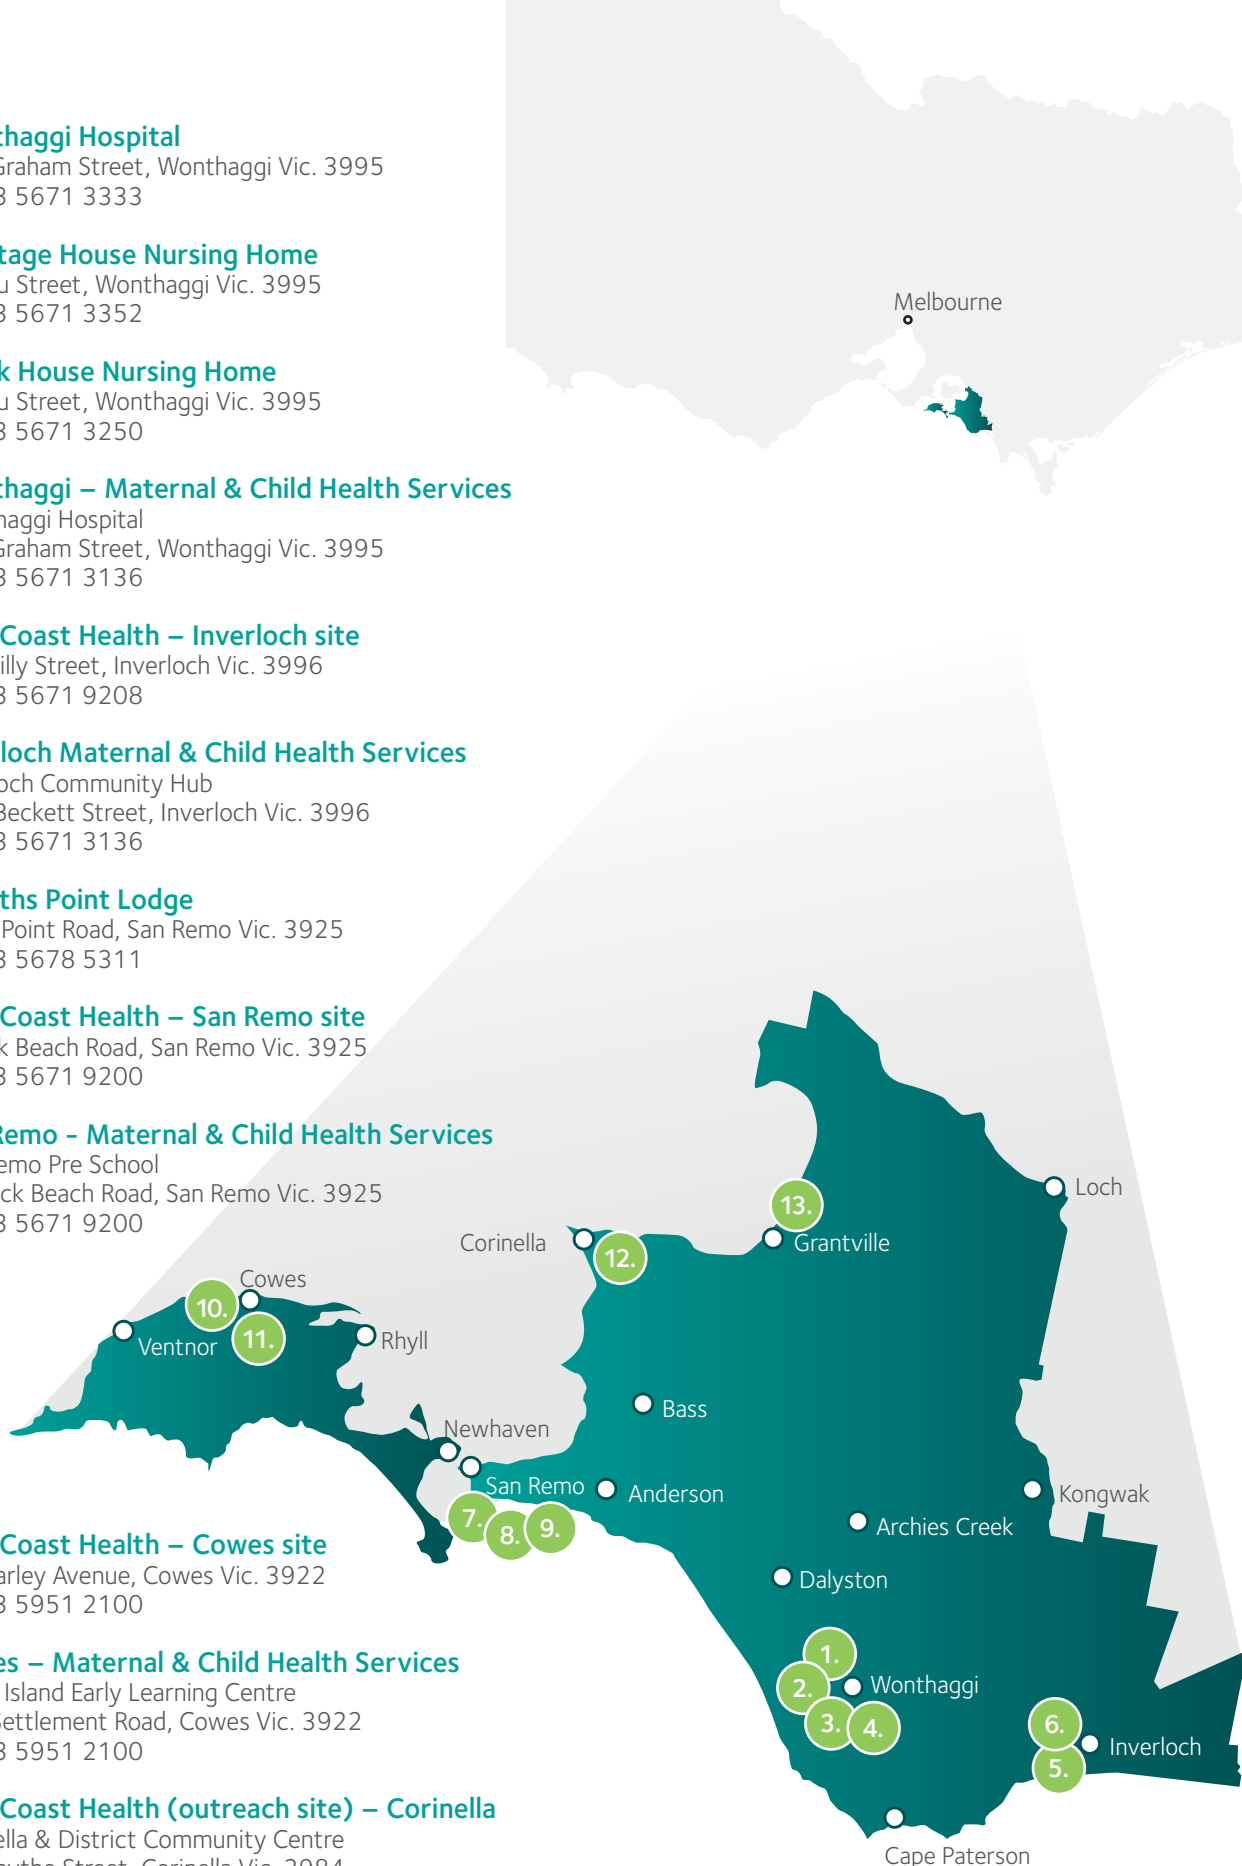 thaggi Hospital
Graham Street, Wonthaggi Vic. 3995
3 5671 3333
tage House Nursing Home
u Street, Wonthaggi Vic. 3995
3 5671 3352
k House Nursing Home
u Street, Wonthaggi Vic. 3995
3 5671 3250
thaggi – Maternal & Child Health Services
haggi Hospital
Graham Street, Wonthaggi Vic. 3995
3 5671 3136
Coast Health – Inverloch site
illy Street, Inverloch Vic. 3996
3 5671 9208
loch Maternal & Child Health Services
och Community Hub
Beckett Street, Inverloch Vic. 3996
3 5671 3136
ths Point Lodge
Point Road, San Remo Vic. 3925
3 5678 5311
Coast Health – San Remo site
k Beach Road, San Remo Vic. 3925
3 5671 9200
Remo - Maternal & Child Health Services
emo Pre School
ck Beach Road, San Remo Vic. 3925
3 5671 9200
Coast Health – Cowes site
arley Avenue, Cowes Vic. 3922
3 5951 2100
es – Maternal & Child Health Services
Island Early Learning Centre
Settlement Road, Cowes Vic. 3922
3 5951 2100
Coast Health (outreach site) – Corinella
ella & District Community Centre
Street, Corinella Vic. 3984
Melbourne
Loch
13.
Grantville
Corinella
12.
Cowes
10.
11.
Ventnor
Rhyll
Bass
Newhaven
San Remo
Anderson
7.
8.
9.
Kongwak
Archies Creek
Dalyston
1.
2.
Wonthaggi
3.
4.
6.
Inverloch
5.
Cape Paterson